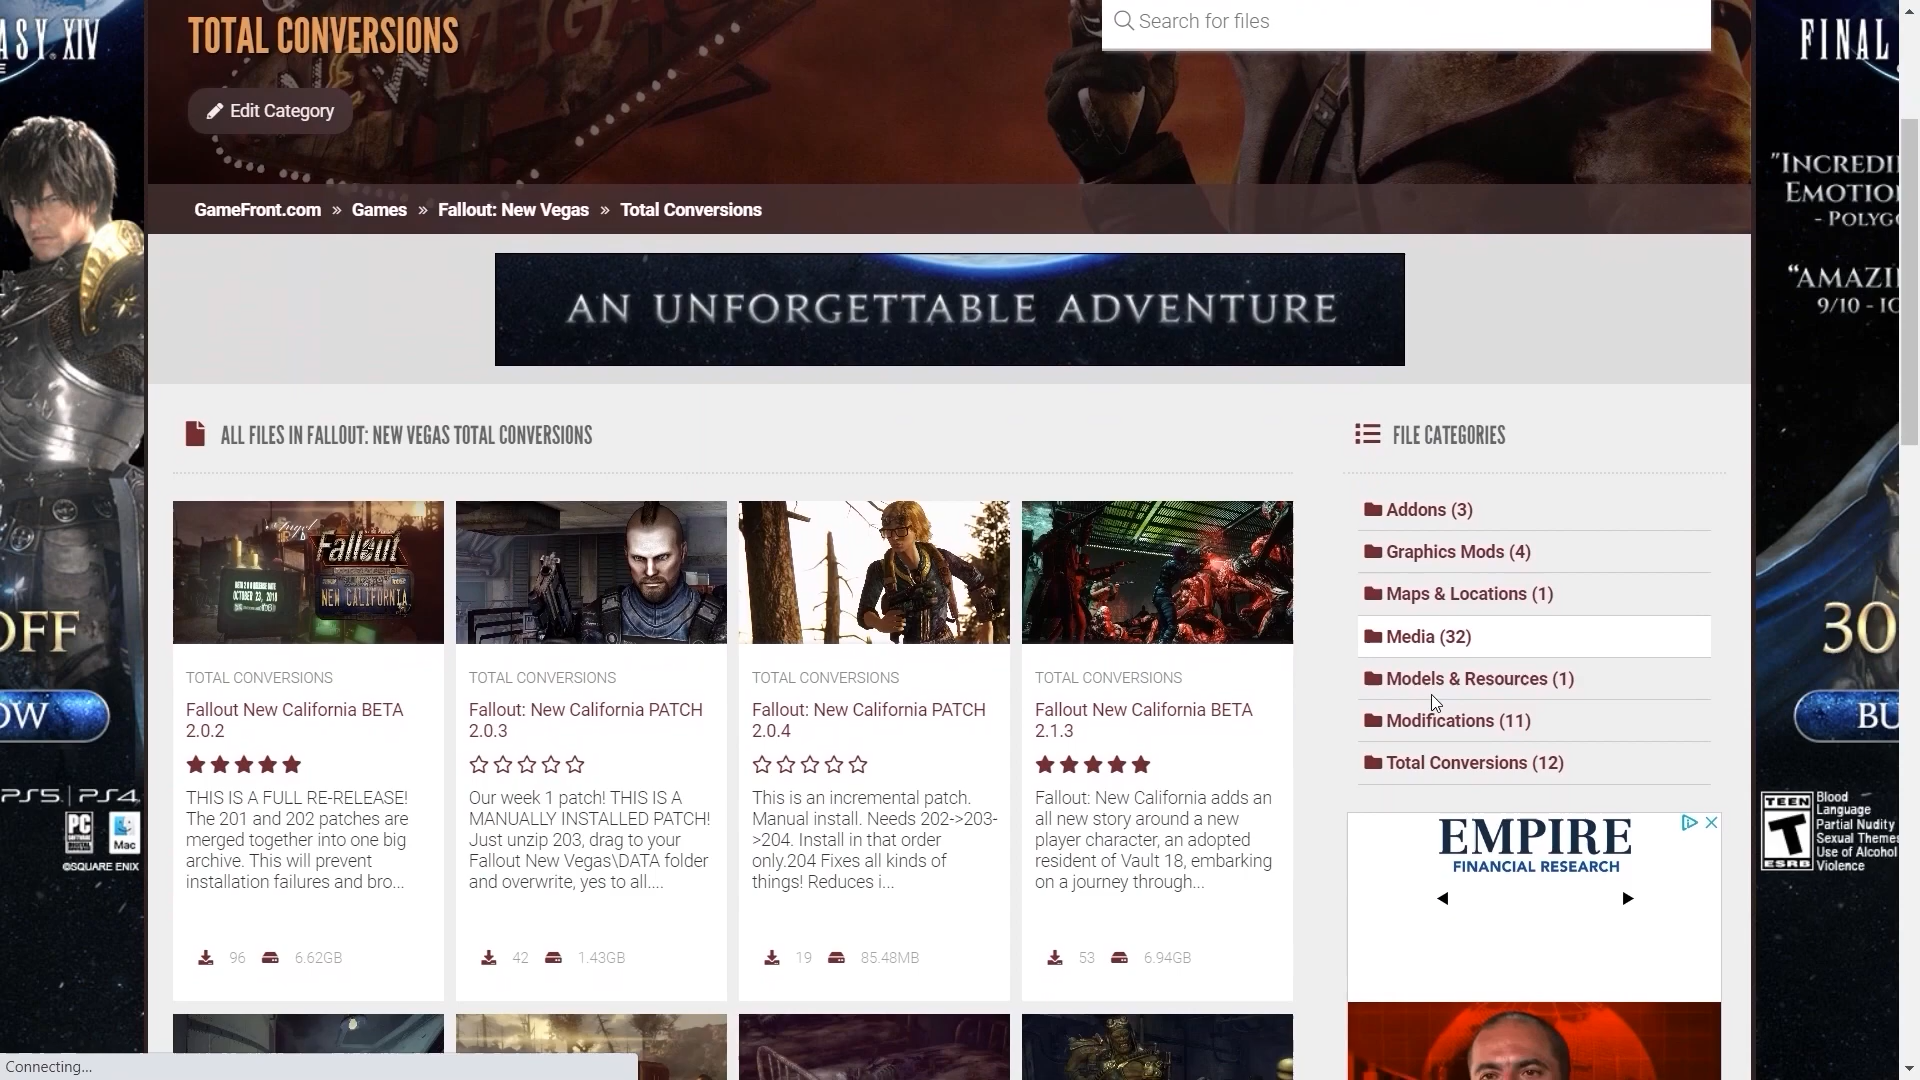 TOTAL CONVERSIONS
Search for files
Edit Category
GameFront.com » Games » Fallout: New Vegas » Total Conversions
AN UNFORGETTABLE ADVENTURE
ALL FILES IN FALLOUT: NEW VEGAS TOTAL CONVERSIONS
TOTAL CONVERSIONS
Fallout New California BETA
2.0.2
THIS IS A FULL RE-RELEASE!
The 201 and 202 patches are
merged together into one big
archive. This will prevent
installation failures and bro...
96 6.62GB
TOTAL CONVERSIONS
Fallout: New California PATCH
2.0.3
Our week 1 patch! THIS IS A
MANUALLY INSTALLED PATCH!
Just unzip 203, drag to your
Fallout New Vegas\DATA folder
and overwrite, yes to all....
42 1.43GB
TOTAL CONVERSIONS
Fallout: New California PATCH
2.0.4
This is an incremental patch.
Manual install. Needs 202->203-
>204. Install in that order
only.204 Fixes all kinds of
things! Reduces i...
19 85.48MB
TOTAL CONVERSIONS
Fallout New California BETA
2.1.3
Fallout: New California adds an
all new story around a new
player character, an adopted
resident of Vault 18, embarking
on a journey through...
53 6.94GB
FILE CATEGORIES
Addons (3)
Graphics Mods (4)
Maps & Locations (1)
Media (32)
Models & Resources (1)
Modifications (11)
Total Conversions (12)
EMPIRE
FINANCIAL RESEARCH
ASY XIV
OFF
OW
PS5 | PS4
PC
Mac
©SQUARE ENIX
FINAL
"INCREDI
EMOTIO
- POLYGO
"AMAZI
9/10 - IG
30
BU
TEEN
T
ESRB
Blood
Language
Partial Nudity
Sexual Themes
Use of Alcohol
Violence
Fallout
NEW CALIFORNIA
OCTOBER 23, 2018
Connecting...